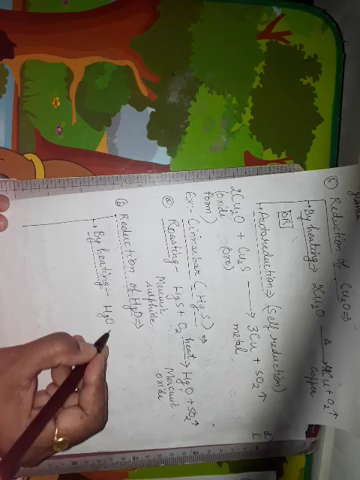 (b) Reduction of Cu₂O ⇒
→ By heating ⇒ 2Cu₂O —Δ→ 4Cu + O₂↑
Copper
OR
→ Autoreduction ⇒ (Self reduction)
2Cu₂O + Cu₂S ⟶ 3Cu + SO₂↑
(oxide (ore) metal
form)
Ex:- Cinnabar (HgS) ⇒
(a) Roasting - HgS + O₂ —heat→ HgO + SO₂↑
Mercuric Mercuric
sulphide oxide
(b) Reduction of HgO ⇒
→ By heating - HgO